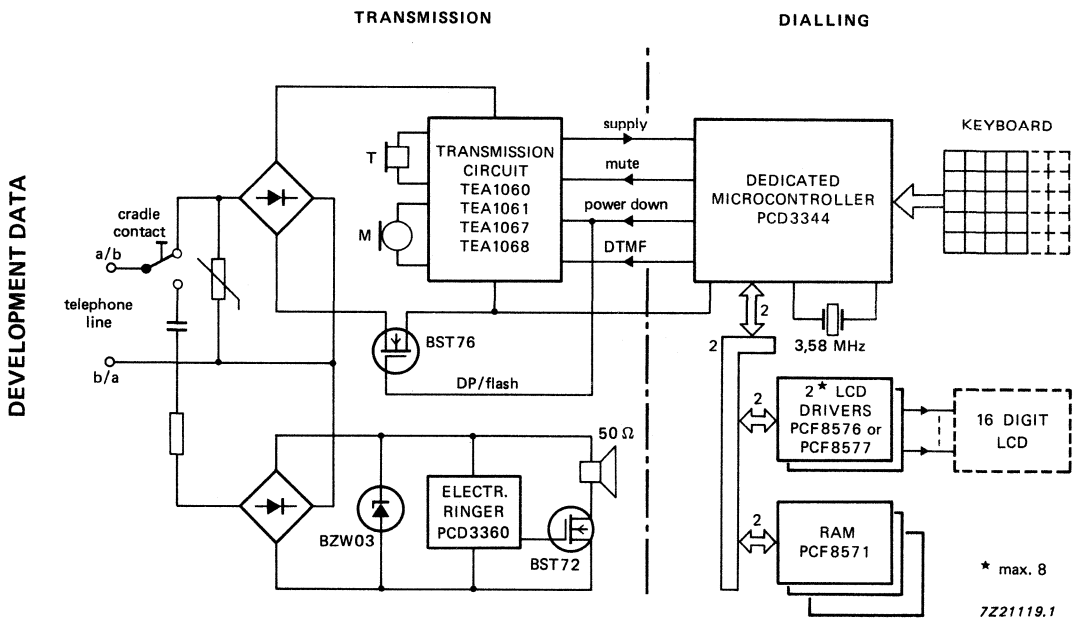 TRANSMISSION
DIALLING
DEVELOPMENT DATA
cradle
contact
a/b
telephone
line
b/a
T
M
TRANSMISSION
CIRCUIT
TEA1060
TEA1061
TEA1067
TEA1068
supply
mute
power down
DTMF
DEDICATED
MICROCONTROLLER
PCD3344
KEYBOARD
BST76
DP/flash
2
3,58 MHz
2
2
2★ LCD
DRIVERS
PCF8576 or
PCF8577
16 DIGIT
LCD
50 Ω
ELECTR.
RINGER
PCD3360
BZW03
BST72
2
RAM
PCF8571
★ max. 8
7Z21119.1